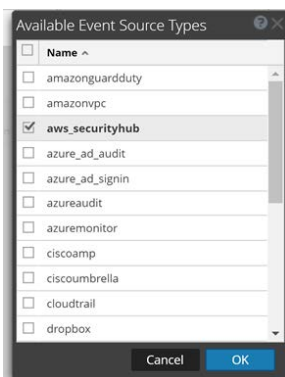 Available Event Source Types
Name
amazonguardduty
amazonvpc
aws_securityhub
azure_ad_audit
azure_ad_signin
azureaudit
azuremonitor
ciscoamp
ciscoumbrella
cloudtrail
dropbox
Cancel OK